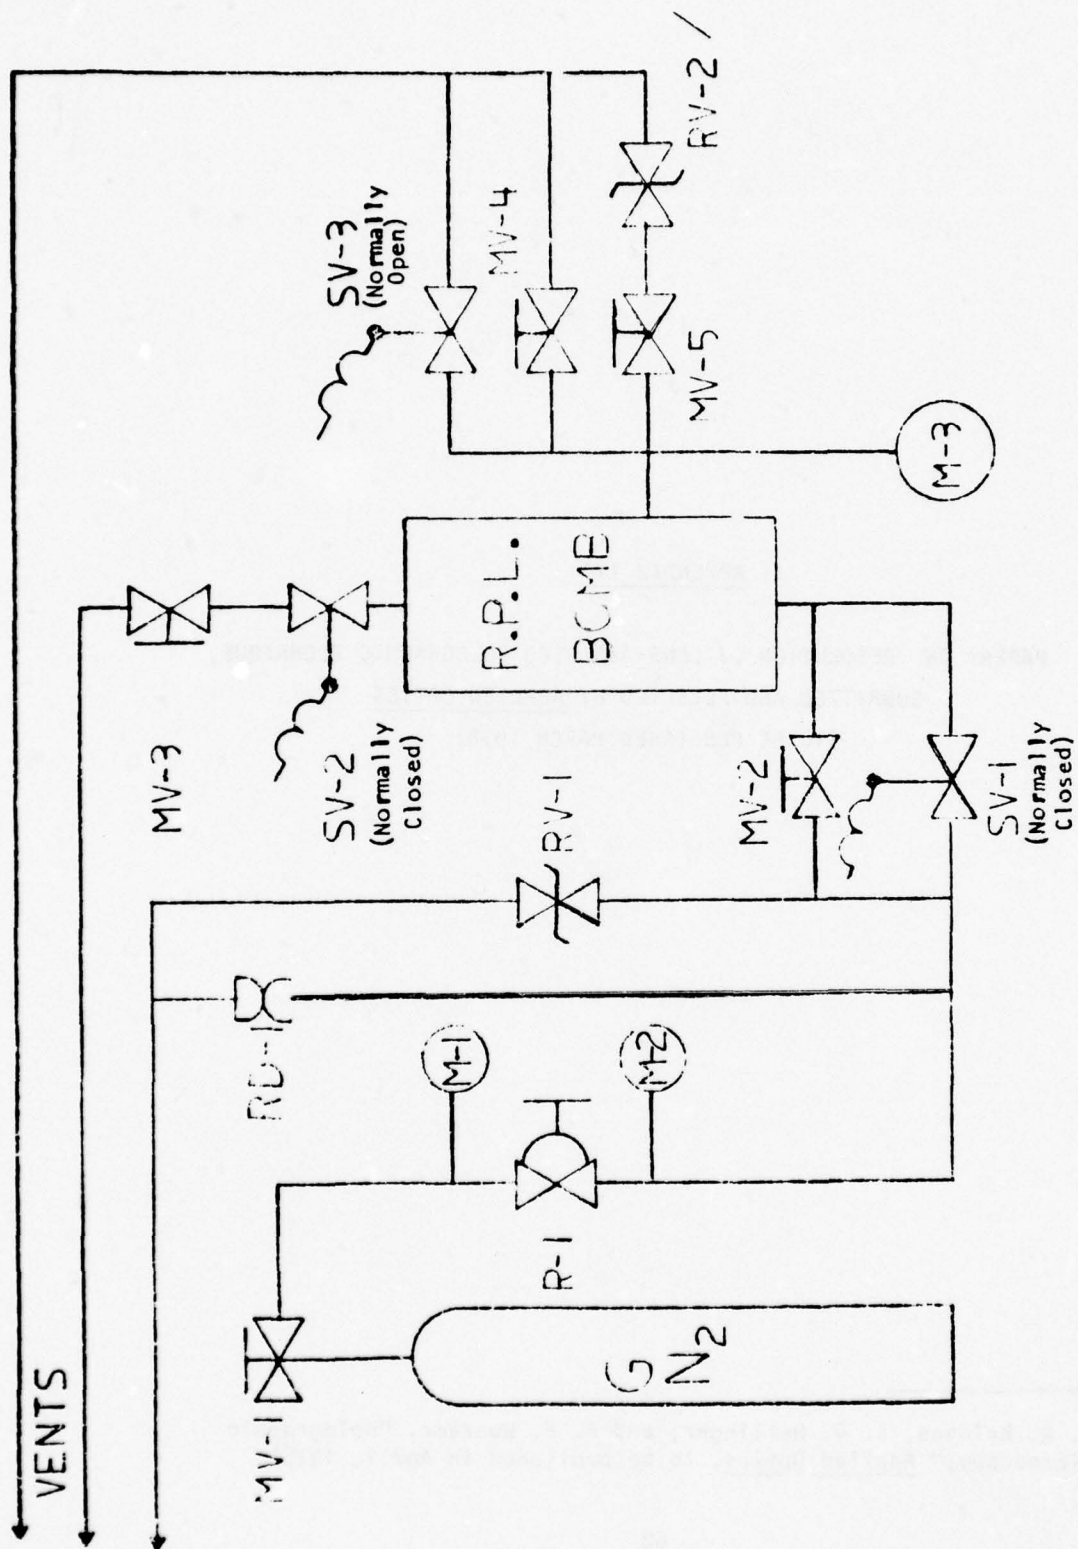 VENTS
MV-1
GN2
R-1
M-1
M-2
RD-1
RV-1
MV-3
SV-2
(Normally
Closed)
MV-2
SV-1
(Normally
Closed)
R.P.L.
BOMB
M-3
SV-3
(Normally
Open)
MV-4
MV-5
RV-2